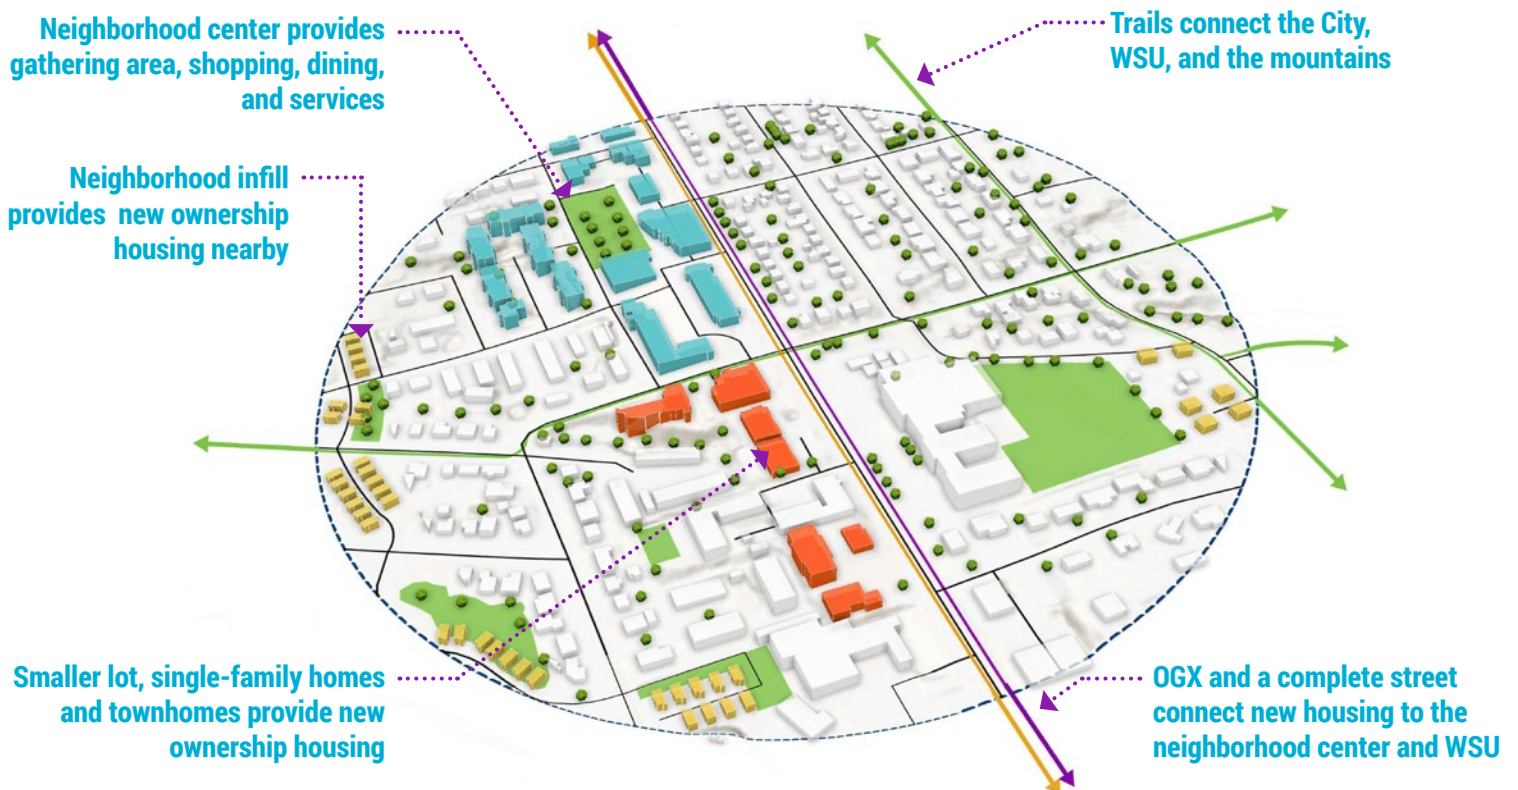 Neighborhood center provides
gathering area, shopping, dining,
and services
Trails connect the City,
WSU, and the mountains
Neighborhood infill
provides new ownership
housing nearby
Smaller lot, single-family homes
and townhomes provide new
ownership housing
OGX and a complete street
connect new housing to the
neighborhood center and WSU